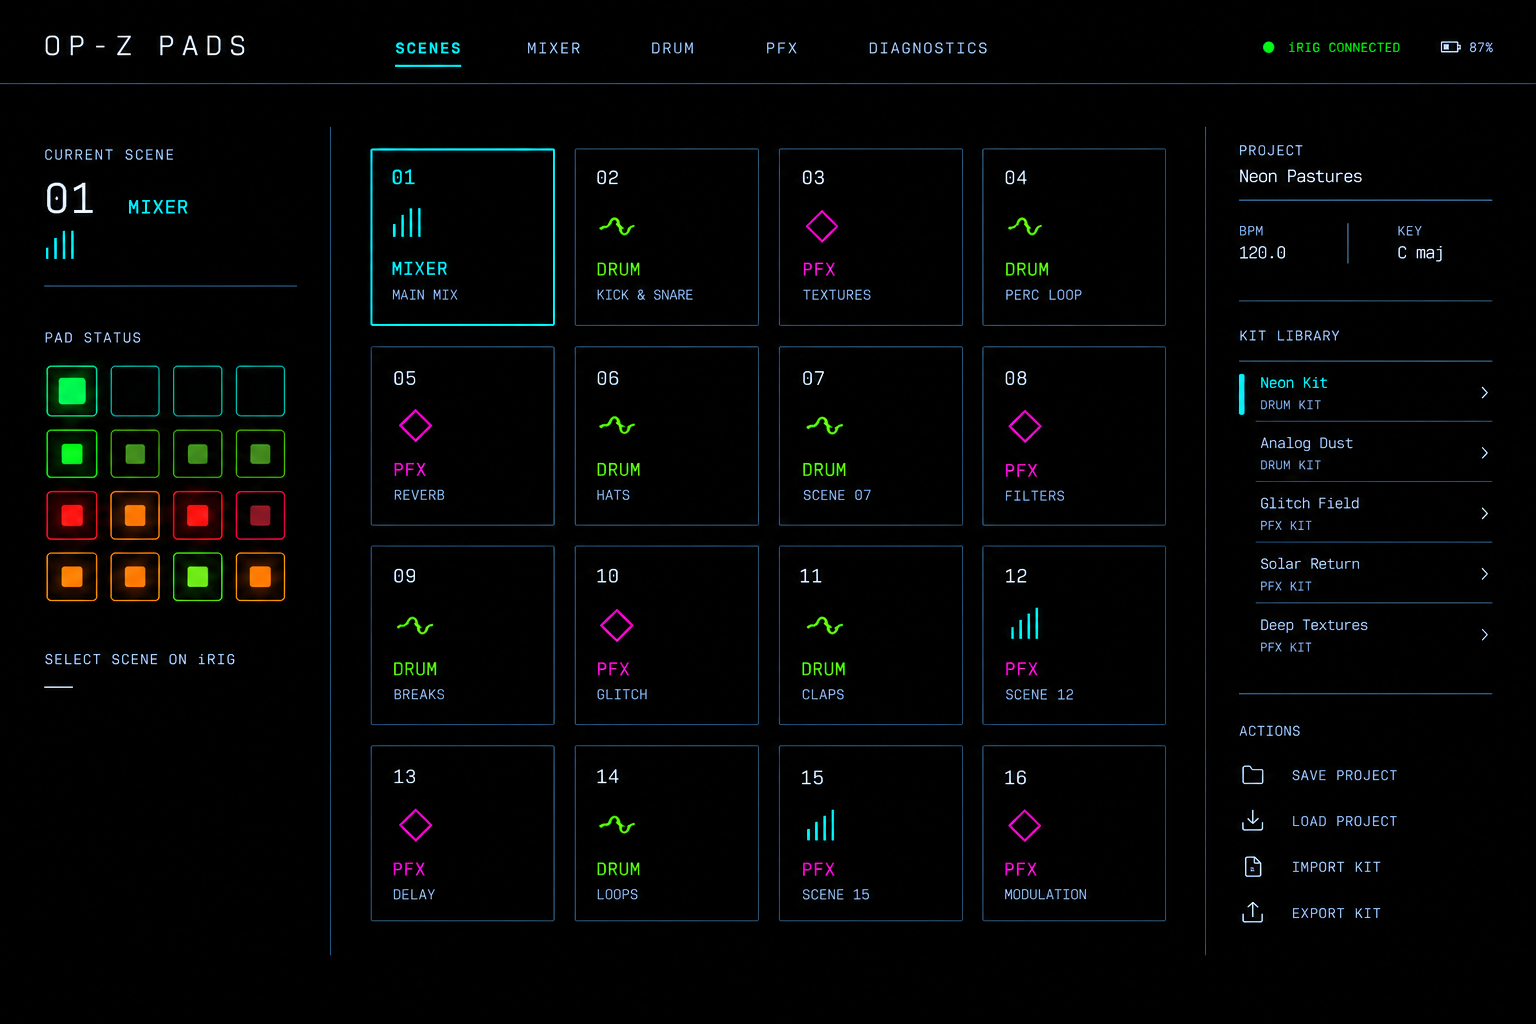 OP-Z PADS
SCENES
MIXER
DRUM
PFX
DIAGNOSTICS
iRIG CONNECTED
87%
CURRENT SCENE
01 MIXER
PAD STATUS
SELECT SCENE ON iRIG
01
MIXER
MAIN MIX
02
DRUM
KICK & SNARE
03
PFX
TEXTURES
04
DRUM
PERC LOOP
05
PFX
REVERB
06
DRUM
HATS
07
DRUM
SCENE 07
08
PFX
FILTERS
09
DRUM
BREAKS
10
PFX
GLITCH
11
DRUM
CLAPS
12
PFX
SCENE 12
13
PFX
DELAY
14
DRUM
LOOPS
15
PFX
SCENE 15
16
PFX
MODULATION
PROJECT
Neon Pastures
BPM
120.0
KEY
C maj
KIT LIBRARY
Neon Kit
DRUM KIT
Analog Dust
DRUM KIT
Glitch Field
PFX KIT
Solar Return
PFX KIT
Deep Textures
PFX KIT
ACTIONS
SAVE PROJECT
LOAD PROJECT
IMPORT KIT
EXPORT KIT